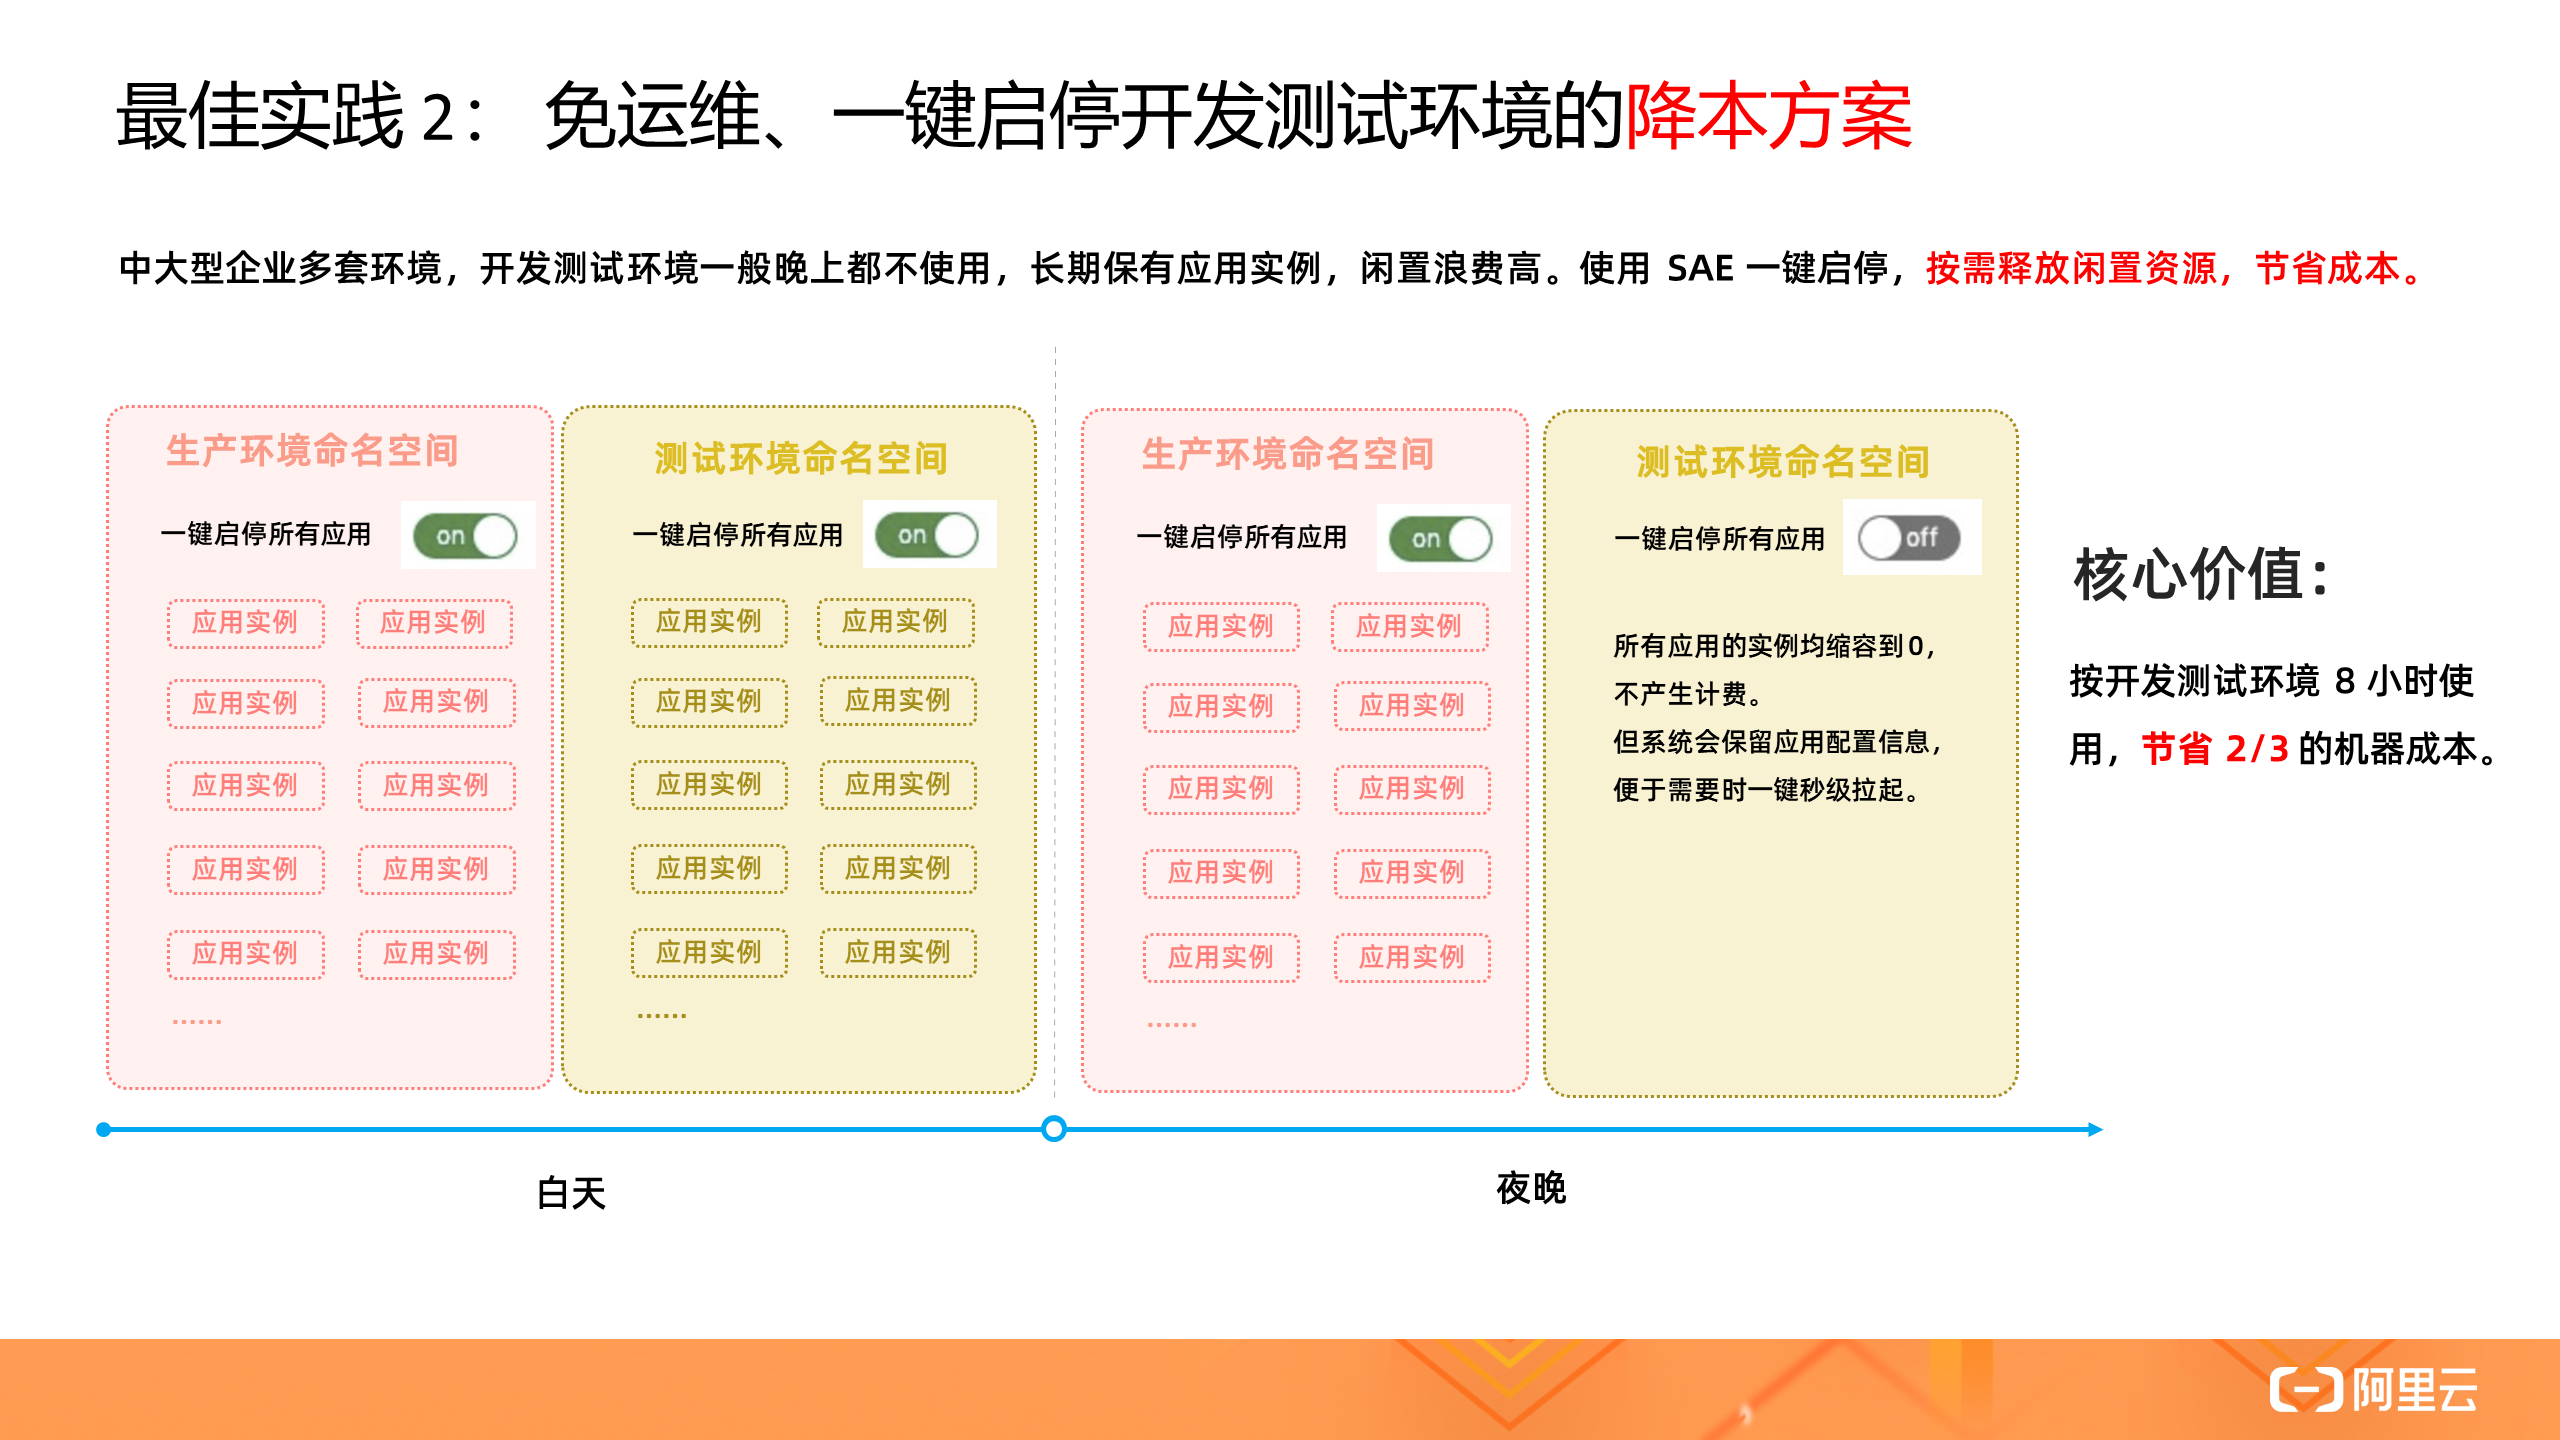 最佳实践 2： 免运维、一键启停开发测试环境的降本方案
中大型企业多套环境，开发测试环境一般晚上都不使用，长期保有应用实例，闲置浪费高。使用 SAE 一键启停，按需释放闲置资源，节省成本。
生产环境命名空间
一键启停所有应用 on
应用实例 应用实例
应用实例 应用实例
应用实例 应用实例
应用实例 应用实例
应用实例 应用实例
……
测试环境命名空间
一键启停所有应用 on
应用实例 应用实例
应用实例 应用实例
应用实例 应用实例
应用实例 应用实例
应用实例 应用实例
……
生产环境命名空间
一键启停所有应用 on
应用实例 应用实例
应用实例 应用实例
应用实例 应用实例
应用实例 应用实例
应用实例 应用实例
……
测试环境命名空间
一键启停所有应用 off
所有应用的实例均缩容到0，
不产生计费。
但系统会保留应用配置信息，
便于需要时一键秒级拉起。
核心价值：
按开发测试环境 8 小时使
用，节省 2/3 的机器成本。
白天
夜晚
阿里云